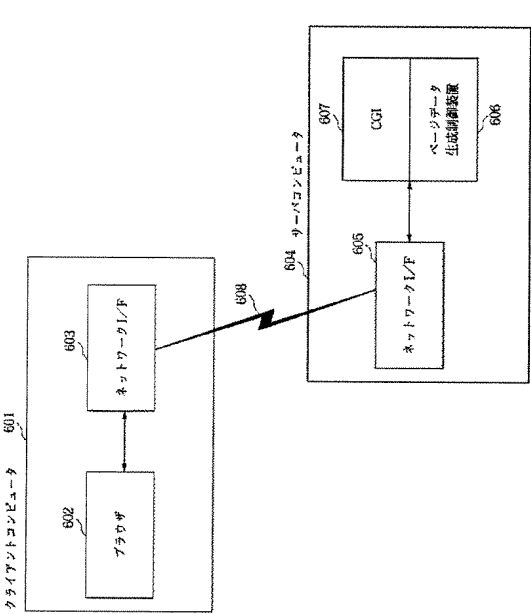 クライアントコンピュータ
601
602
ブラウザ
603
ネットワークI/F
608
604
サーバコンピュータ
605
ネットワークI/F
607
CGI
ページデータ
生成制御装置
606